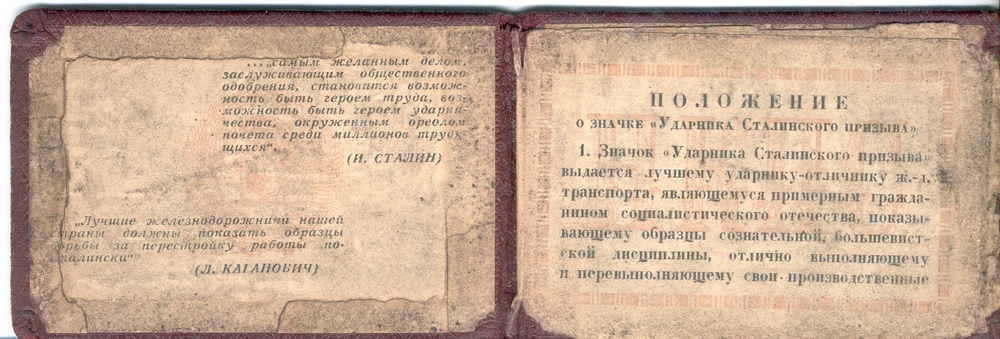 ...„самым желанным делом,
заслуживающим общественного
одобрения, становится возмож-
ность быть героем труда, воз-
можность быть героем ударни-
чества, окруженным ореолом
почета среди миллионов трудя-
щихся“...
(И. СТАЛИН)
„Лучшие железнодорожники нашей
страны должны показать образцы
борьбы за перестройку работы по-
сталински“
(Л. КАГАНОВИЧ)
ПОЛОЖЕНИЕ
О ЗНАЧКЕ «УДАРНИКА СТАЛИНСКОГО ПРИЗЫВА»
1. Значок «Ударника Сталинского призыва»
выдается лучшему ударнику-отличнику ж.-д.
транспорта, являющемуся примерным гражда-
нином социалистического отечества, показы-
вающему образцы сознательной, большевист-
ской дисциплины, отлично выполняющему
и перевыполняющему свои производственные